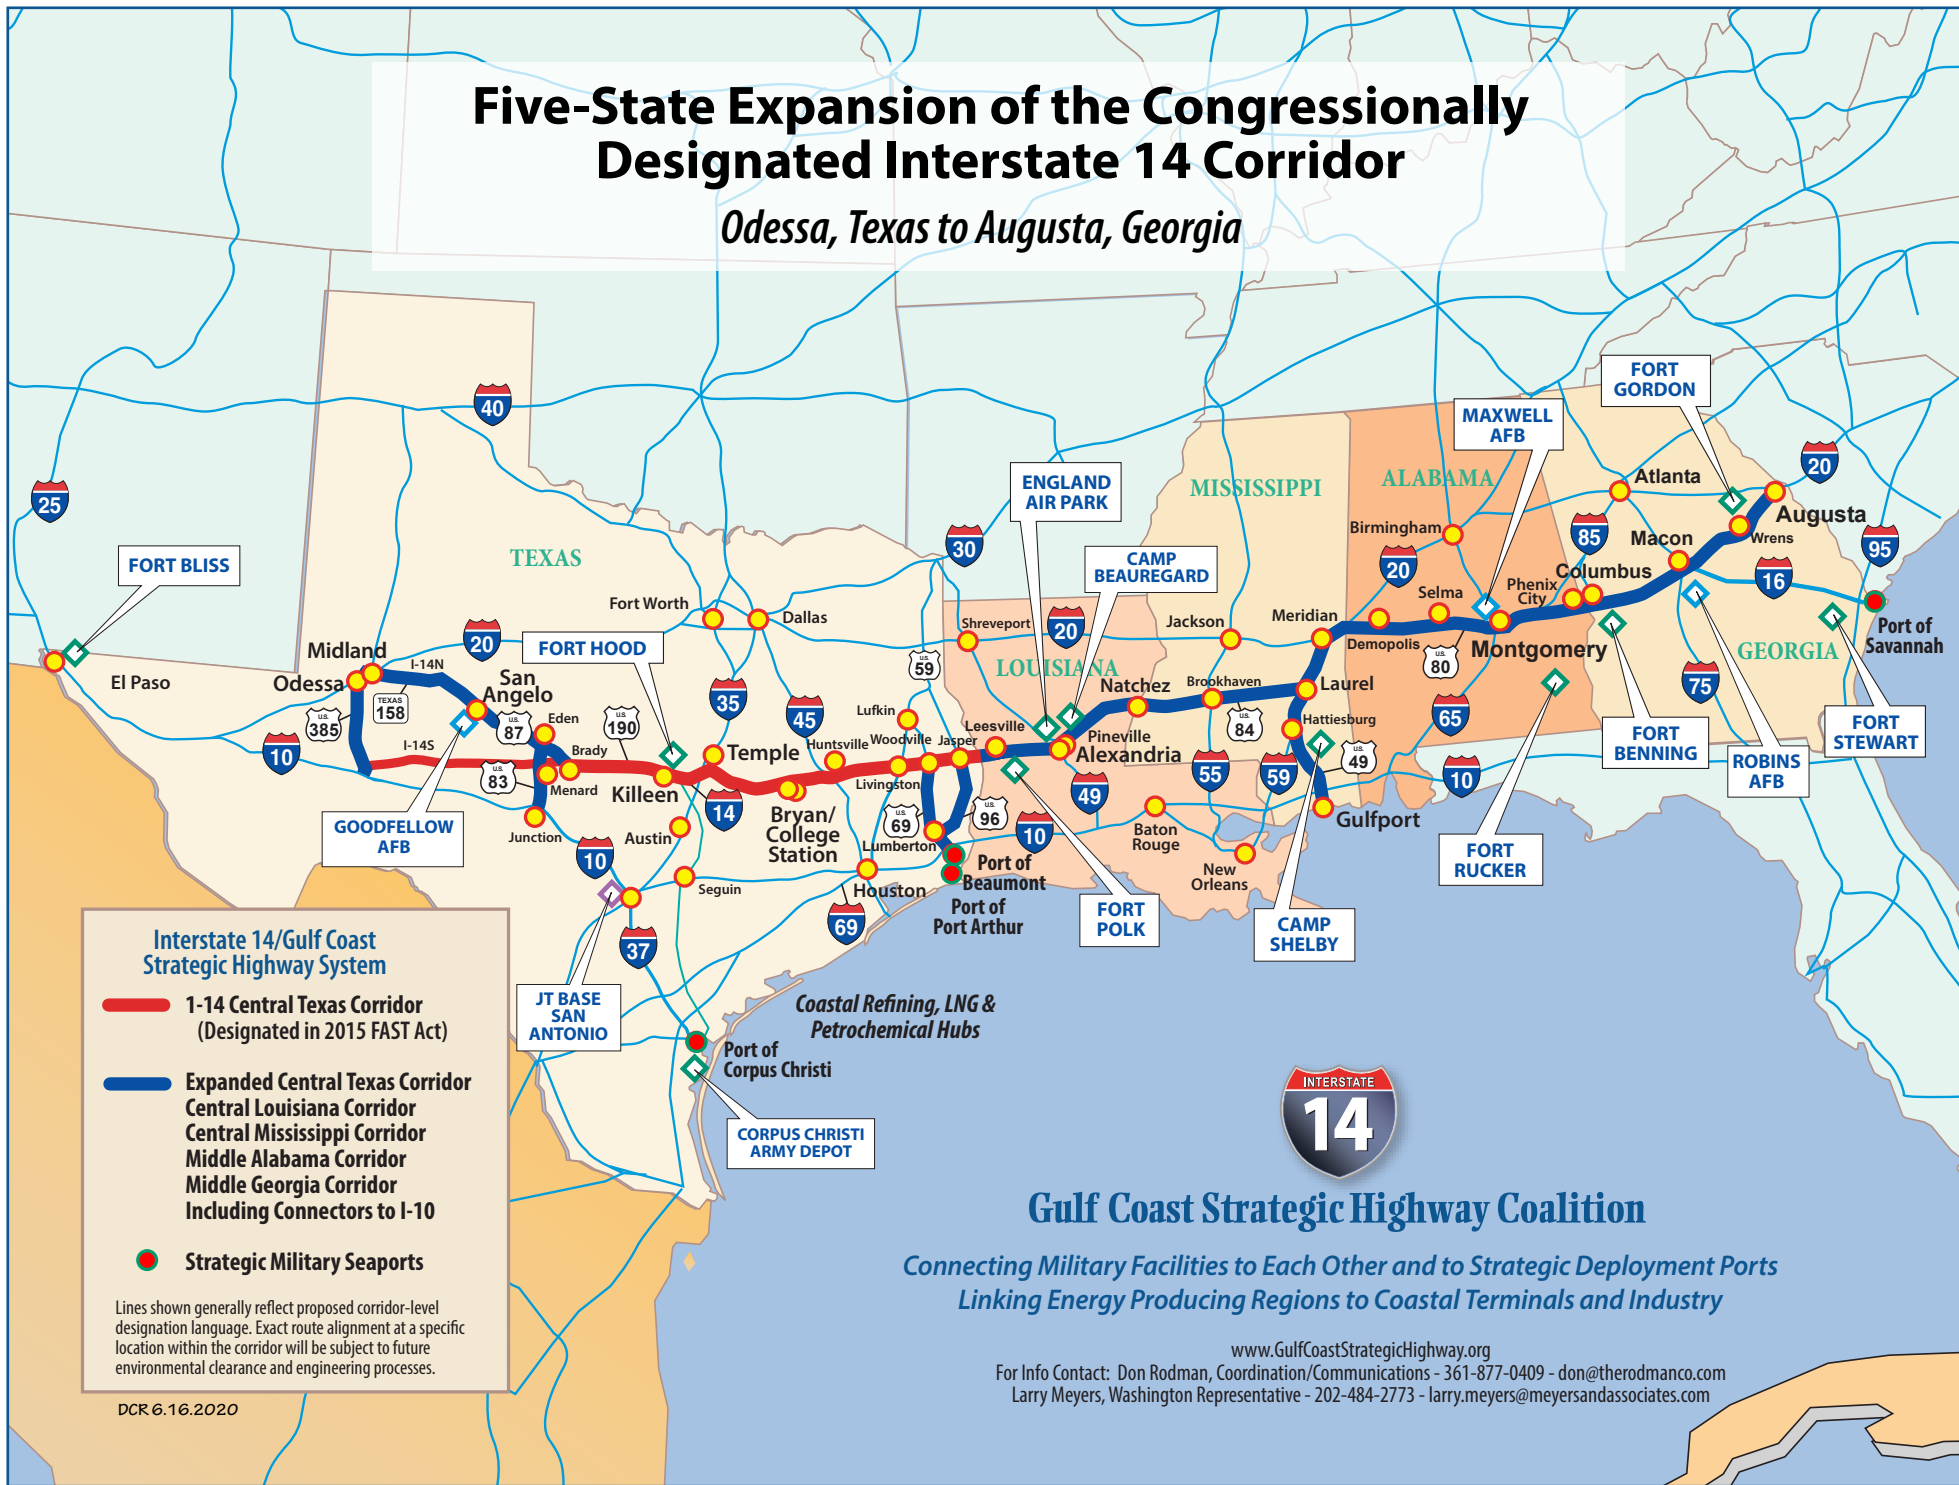 Five-State Expansion of the Congressionally
Designated Interstate 14 Corridor
Odessa, Texas to Augusta, Georgia
40
25
FORT BLISS
El Paso
TEXAS
Fort Worth
Dallas
20
FORT HOOD
Midland
Odessa
I-14N
San
Angelo
U.S.
385
TEXAS
158
I-14S
U.S.
87
Eden
U.S.
190
Brady
U.S.
83
Menard
Junction
10
GOODFELLOW
AFB
Killeen
Temple
35
45
14
Huntsville
Bryan/
College
Station
Austin
10
Seguin
37
JT BASE
SAN
ANTONIO
Houston
69
Lufkin
Woodville
Jasper
Livingston
U.S.
59
U.S.
69
U.S.
96
Lumberton
Port of
Beaumont
Port of
Port Arthur
10
Coastal Refining, LNG &
Petrochemical Hubs
Port of
Corpus Christi
CORPUS CHRISTI
ARMY DEPOT
30
ENGLAND
AIR PARK
CAMP
BEAUREGARD
Shreveport
20
LOUISIANA
Leesville
Pineville
Alexandria
49
FORT
POLK
Baton
Rouge
New
Orleans
MISSISSIPPI
Jackson
Meridian
Natchez
Brookhaven
Laurel
U.S.
84
Hattiesburg
U.S.
49
55
59
Gulfport
CAMP
SHELBY
ALABAMA
MAXWELL
AFB
Birmingham
20
Selma
Demopolis
U.S.
80
Montgomery
65
10
FORT
RUCKER
Phenix
City
Columbus
85
FORT
GORDON
Atlanta
20
Augusta
Wrens
Macon
16
95
GEORGIA
Port of
Savannah
75
FORT
BENNING
ROBINS
AFB
FORT
STEWART
Interstate 14/Gulf Coast
Strategic Highway System
1-14 Central Texas Corridor
(Designated in 2015 FAST Act)
Expanded Central Texas Corridor
Central Louisiana Corridor
Central Mississippi Corridor
Middle Alabama Corridor
Middle Georgia Corridor
Including Connectors to I-10
Strategic Military Seaports
Lines shown generally reflect proposed corridor-level
designation language. Exact route alignment at a specific
location within the corridor will be subject to future
environmental clearance and engineering processes.
DCR 6.16.2020
INTERSTATE
14
Gulf Coast Strategic Highway Coalition
Connecting Military Facilities to Each Other and to Strategic Deployment Ports
Linking Energy Producing Regions to Coastal Terminals and Industry
www.GulfCoastStrategicHighway.org
For Info Contact: Don Rodman, Coordination/Communications - 361-877-0409 - don@therodmanco.com
Larry Meyers, Washington Representative - 202-484-2773 - larry.meyers@meyersandassociates.com